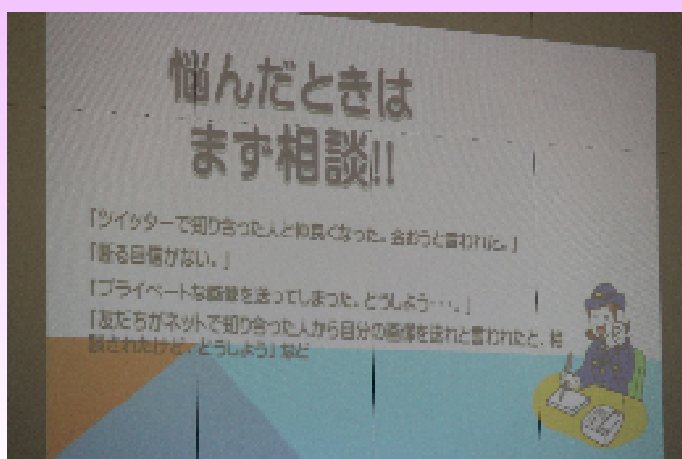 悩んだときは
まず相談!!
「ツイッターで知り合った人と仲良くなった。会おうと言われた。」
「断る自信がない。」
「プライベートな画像を送ってしまった。どうしよう…。」
「友だちがネットで知り合った人から自分の画像を送れと言われたと、相
談されたけど、どうしよう」など